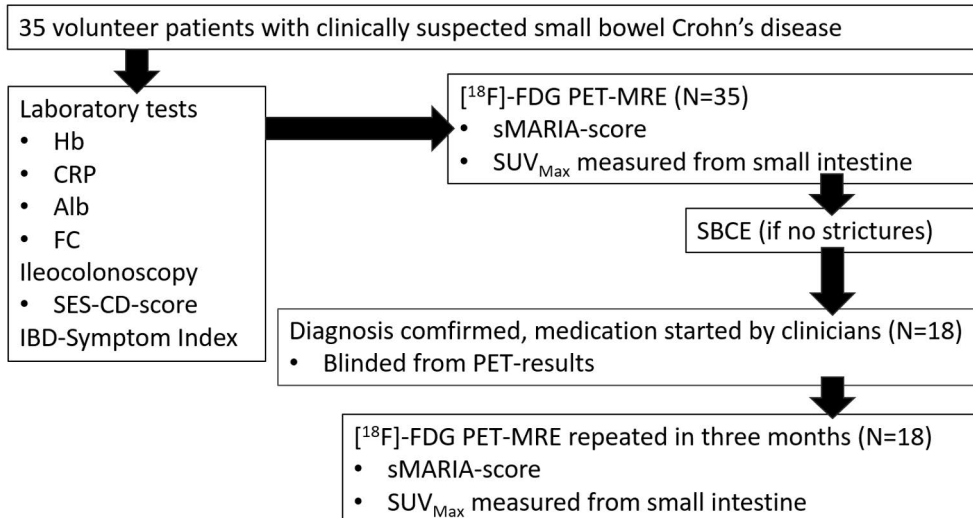 35 volunteer patients with clinically suspected small bowel Crohn’s disease
Laboratory tests
• Hb
• CRP
• Alb
• FC
Ileocolonoscopy
• SES-CD-score
IBD-Symptom Index
[¹⁸F]-FDG PET-MRE (N=35)
• sMARIA-score
• SUVMax measured from small intestine
SBCE (if no strictures)
Diagnosis comfirmed, medication started by clinicians (N=18)
• Blinded from PET-results
[¹⁸F]-FDG PET-MRE repeated in three months (N=18)
• sMARIA-score
• SUVMax measured from small intestine